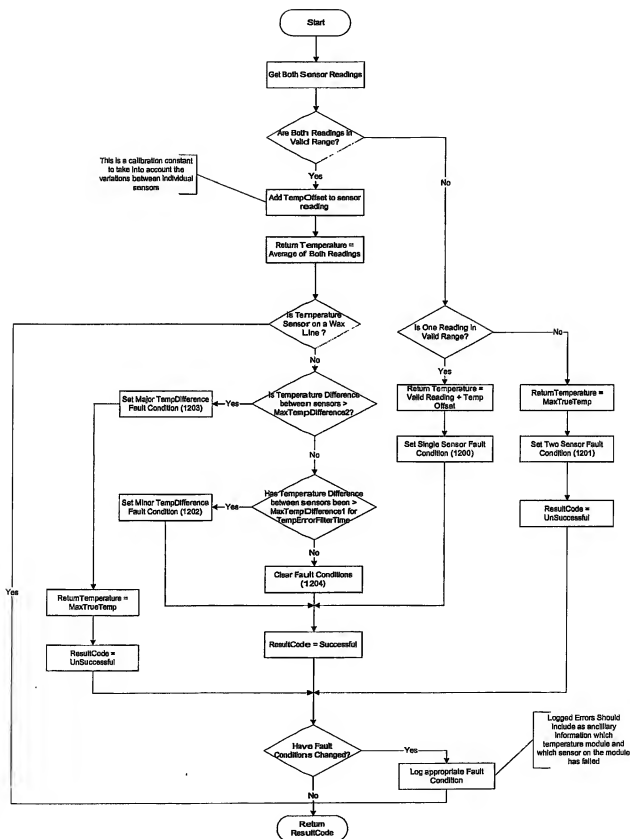 Start
Get Both Sensor Readings
Are Both Readings in
Valid Range?
This is a calibration constant
to take into account the
variations between individual
sensors
Yes
No
Add TempOffset to sensor
reading
Return Temperature =
Average of Both Readings
Is Temperature
Sensor on a Wax
Line ?
Is One Reading in
Valid Range?
No
No
Yes
Set Major TempDifference
Fault Condition (1203)
Yes
Is Temperature Difference
between sensors >
MaxTempDifference2?
Return Temperature =
Valid Reading + Temp
Offset
ReturnTemperature =
MaxTrueTemp
Set Single Sensor Fault
Condition (1200)
Set Two Sensor Fault
Condition (1201)
No
Set Minor TempDifference
Fault Condition (1202)
Yes
Has Temperature Difference
between sensors been >
MaxTempDifference1 for
TempErrorFilterTime
ResultCode =
UnSuccessful
No
Clear Fault Conditions
(1204)
Yes
ReturnTemperature =
MaxTrueTemp
ResultCode = Successful
ResultCode =
UnSuccessful
Have Fault
Conditions Changed?
Yes
Log appropriate Fault
Condition
Logged Errors Should
include as ancilliary
information which
temperature module and
which sensor on the module
has failed
No
Return
ResultCode